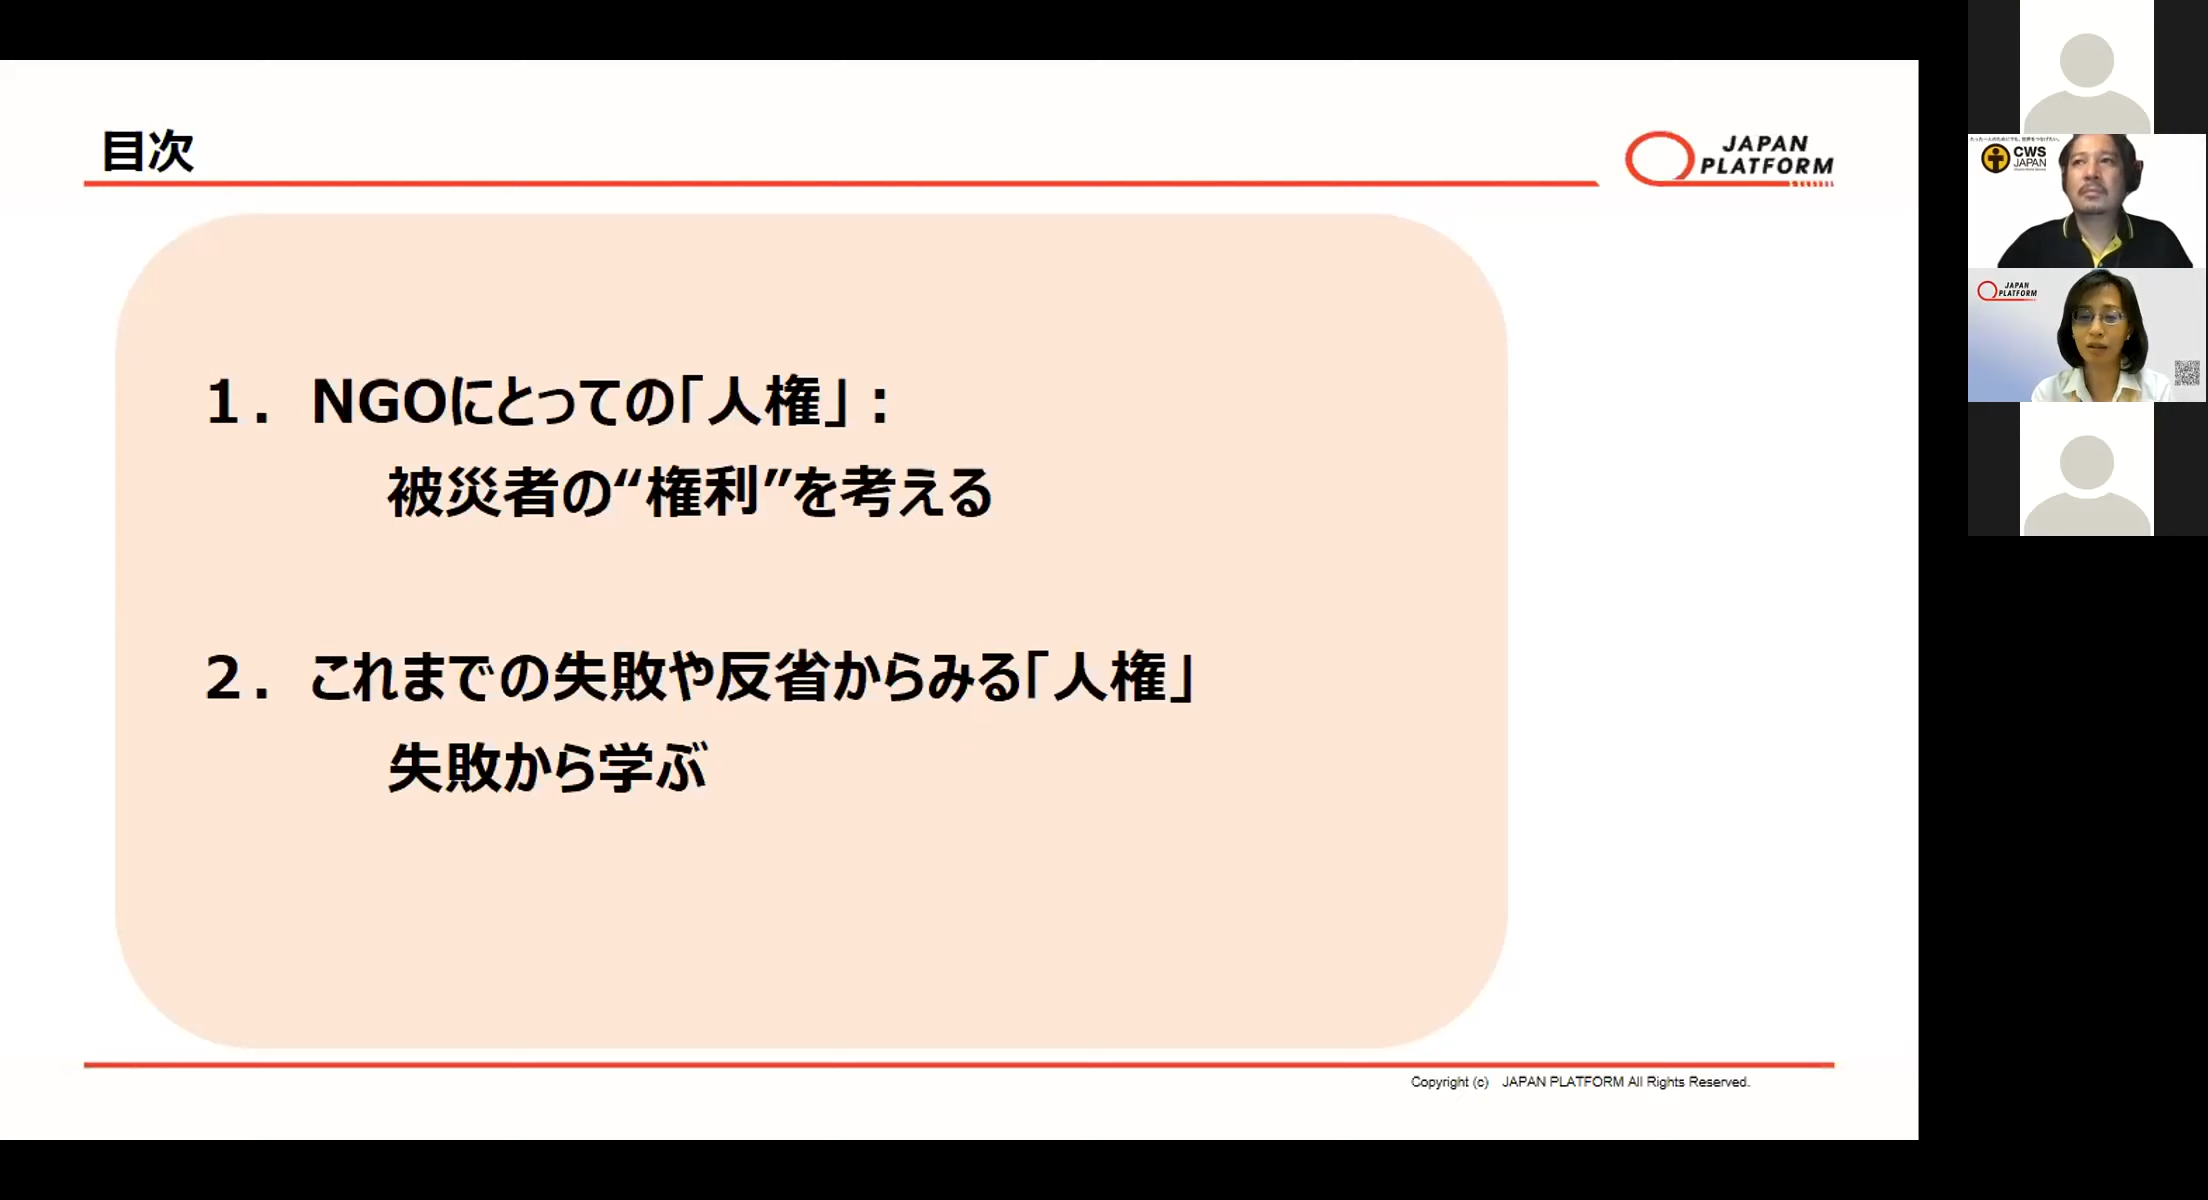 目次
JAPAN
PLATFORM
１．NGOにとっての「人権」：
被災者の“権利”を考える
２．これまでの失敗や反省からみる「人権」
失敗から学ぶ
Copyright (c)　JAPAN PLATFORM All Rights Reserved.
CWS
JAPAN
JAPAN
PLATFORM